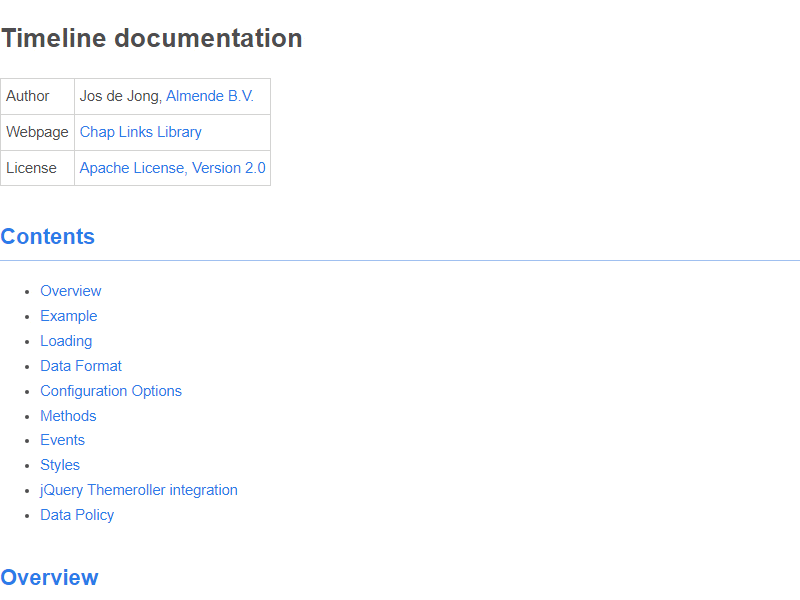 Timeline documentation
Author Jos de Jong, Almende B.V.
Webpage Chap Links Library
License Apache License, Version 2.0
Contents
Overview
Example
Loading
Data Format
Configuration Options
Methods
Events
Styles
jQuery Themeroller integration
Data Policy
Overview